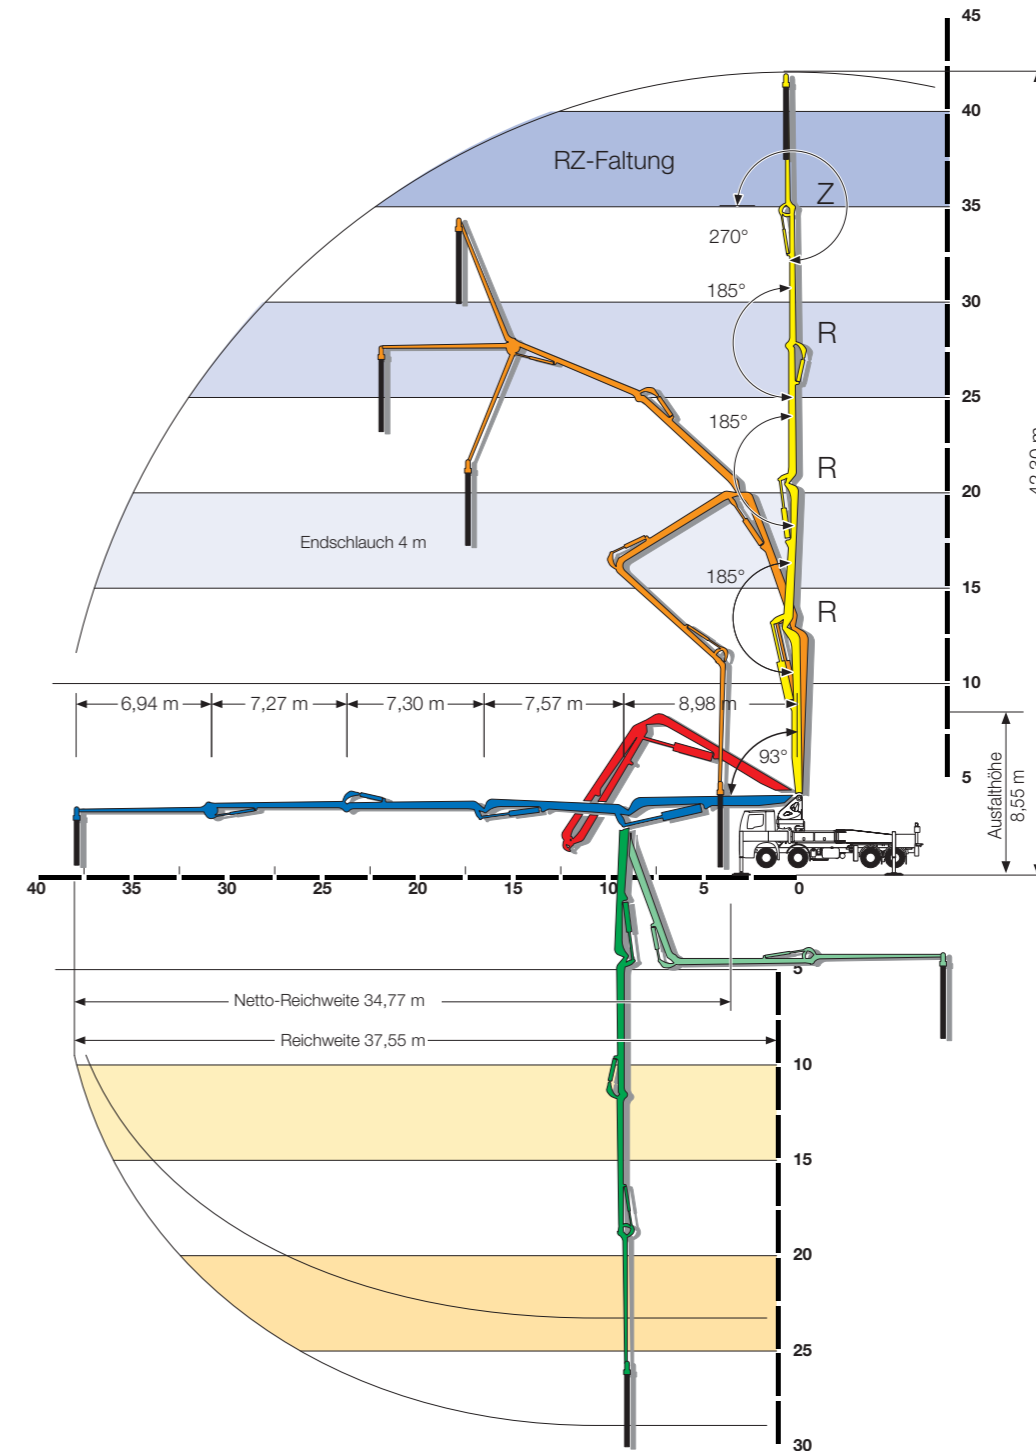 45
40
RZ-Faltung
Z
35
270°
185°
30
R
25
185°
R
42,30 m
20
Endschlauch 4 m
15
185°
R
10
6,94 m
7,27 m
7,30 m
7,57 m
8,98 m
93°
5
Ausfalthöhe
8,55 m
40 35 30 25 20 15 10 5 0
5
Netto-Reichweite 34,77 m
Reichweite 37,55 m
10
15
20
25
30